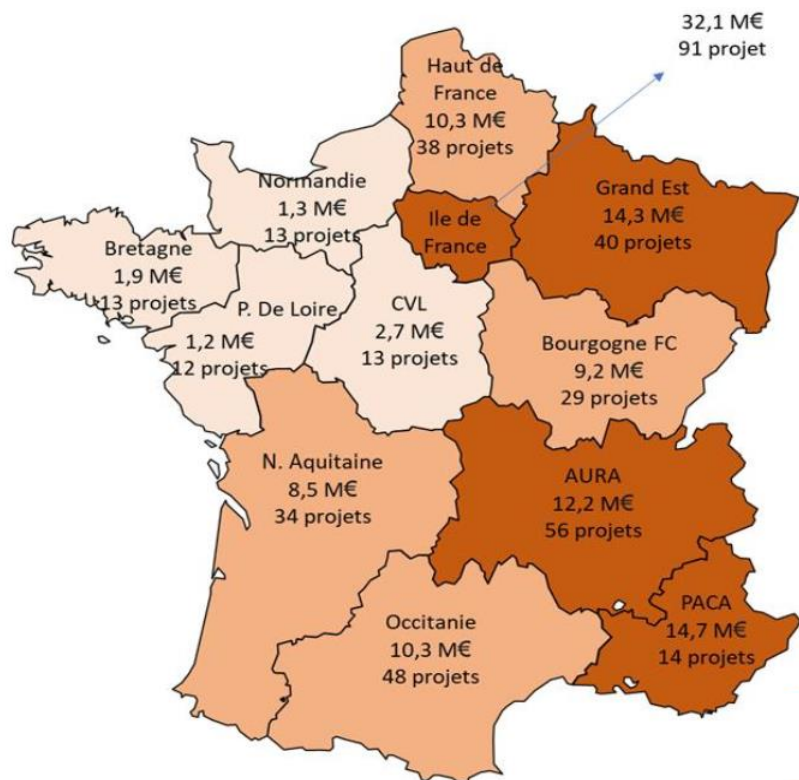 32,1 M€
91 projet
Haut de
France
10,3 M€
38 projets
Normandie
1,3 M€
13 projets
Ile de
France
Grand Est
14,3 M€
40 projets
Bretagne
1,9 M€
13 projets
P. De Loire
1,2 M€
12 projets
CVL
2,7 M€
13 projets
Bourgogne FC
9,2 M€
29 projets
N. Aquitaine
8,5 M€
34 projets
AURA
12,2 M€
56 projets
Occitanie
10,3 M€
48 projets
PACA
14,7 M€
14 projets